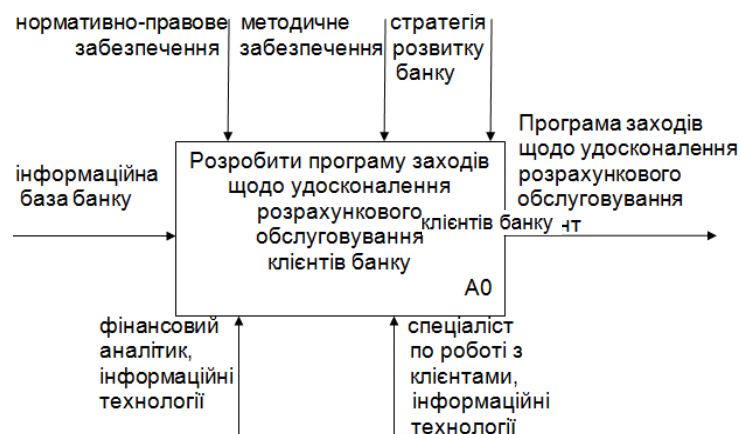 нормативно-правове
забезпечення
методичне
забезпечення
стратегія
розвитку
банку
інформаційна
база банку
Розробити програму заходів
щодо удосконалення
розрахункового
обслуговування
клієнтів банку
А0
Програма заходів
щодо удосконалення
розрахункового
обслуговування
клієнтів банку
фінансовий
аналітик,
інформаційні
технології
спеціаліст
по роботі з
клієнтами,
інформаційні
технології